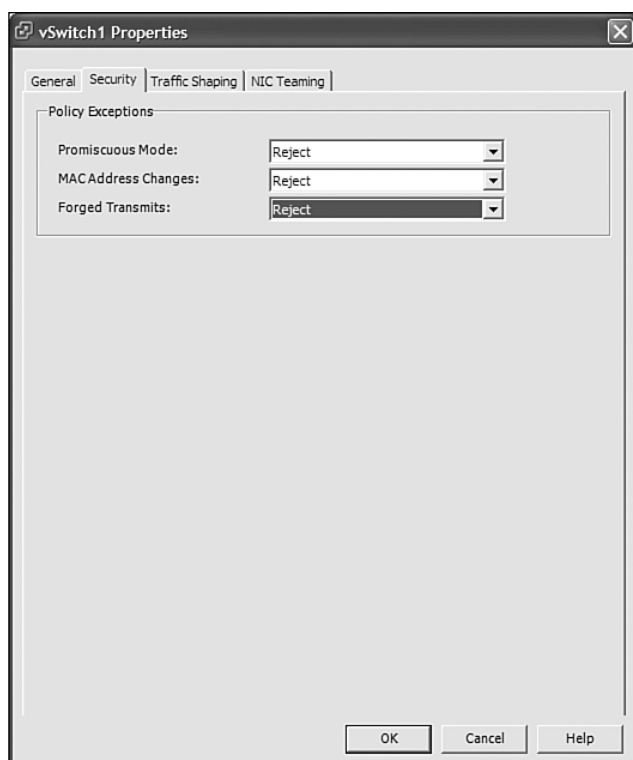 vSwitch1 Properties
General Security Traffic Shaping NIC Teaming
Policy Exceptions
Promiscuous Mode: Reject
MAC Address Changes: Reject
Forged Transmits: Reject
OK Cancel Help